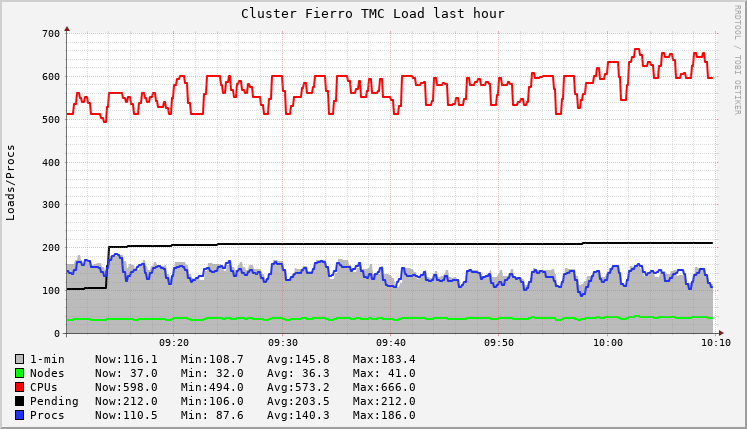 Cluster Fierro TMC Load last hour
RRDTOOL / TOBI OETIKER
Loads/Procs
700
600
500
400
300
200
100
0
09:20 09:30 09:40 09:50 10:00 10:10
1-min Now:116.1 Min:108.7 Avg:145.8 Max:183.4
Nodes Now: 37.0 Min: 32.0 Avg: 36.3 Max: 41.0
CPUs Now:598.0 Min:494.0 Avg:573.2 Max:666.0
Pending Now:212.0 Min:106.0 Avg:203.5 Max:212.0
Procs Now:110.5 Min: 87.6 Avg:140.3 Max:186.0